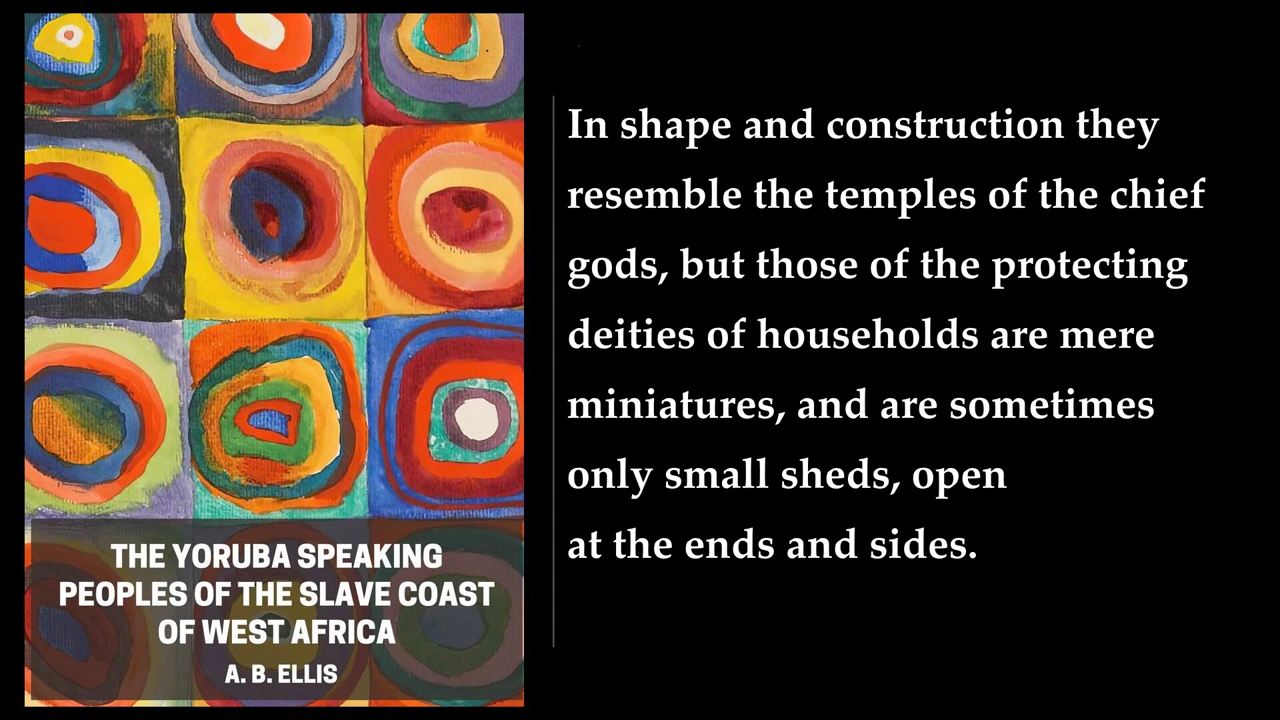 THE YORUBA SPEAKING
PEOPLES OF THE SLAVE COAST
OF WEST AFRICA
A. B. ELLIS
In shape and construction they
resemble the temples of the chief
gods, but those of the protecting
deities of households are mere
miniatures, and are sometimes
only small sheds, open
at the ends and sides.